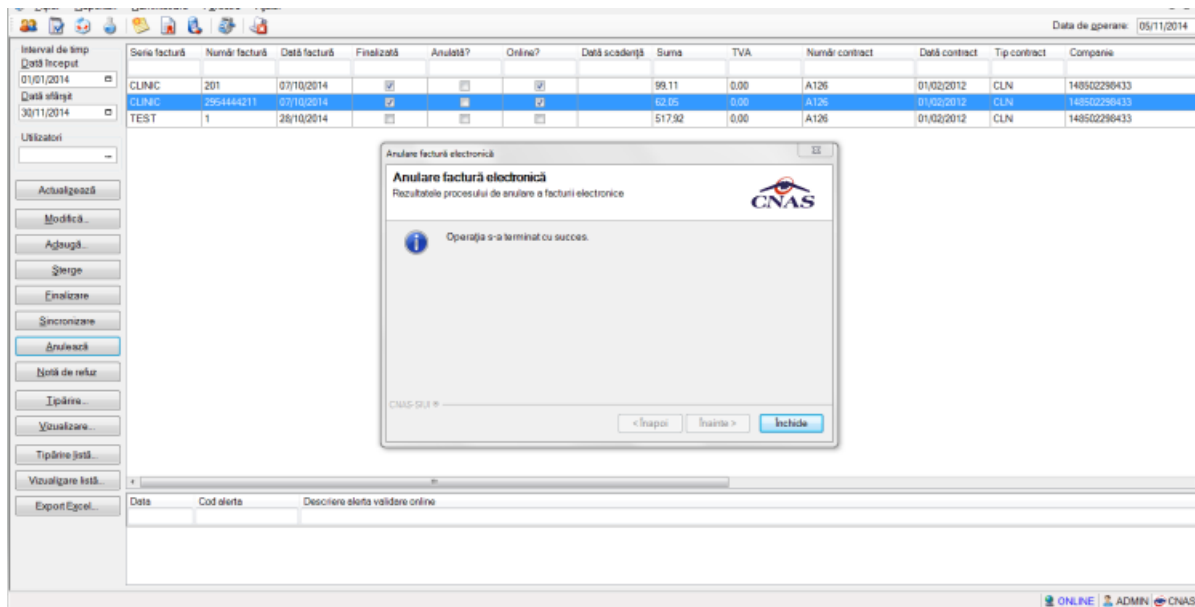 Data de operare: 05/11/2014
Interval de timp
Dată început
01/01/2014
Dată sfârșit
30/11/2014
Utilizatori
...
Actualizează
Modifică...
Adaugă...
Șterge
Finalizare
Sincronizare
Anulează
Notă de refuz
Tipărire...
Vizualizare...
Tipărire listă...
Vizualizare listă...
Export Excel...
Serie factură Număr factură Dată factură Finalizată Anulată? Online? Dată scadență Suma TVA Număr contract Dată contract Tip contract Companie
CLINIC 201 07/10/2014 99,11 0,00 A126 01/02/2012 CLN 148502298433
CLINIC 2954444211 07/10/2014 62,05 0,00 A126 01/02/2012 CLN 148502298433
TEST 1 28/10/2014 517,92 0,00 A126 01/02/2012 CLN 148502298433
Anulare factură electronică
Anulare factură electronică
Rezultatele procesului de anulare a facturii electronice
CNAS
Operația s-a terminat cu succes.
CNAS-SIUI ®
< Înapoi Înainte > Închide
Data Cod alerta Descriere alerta validare online
ONLINE ADMIN CNAS